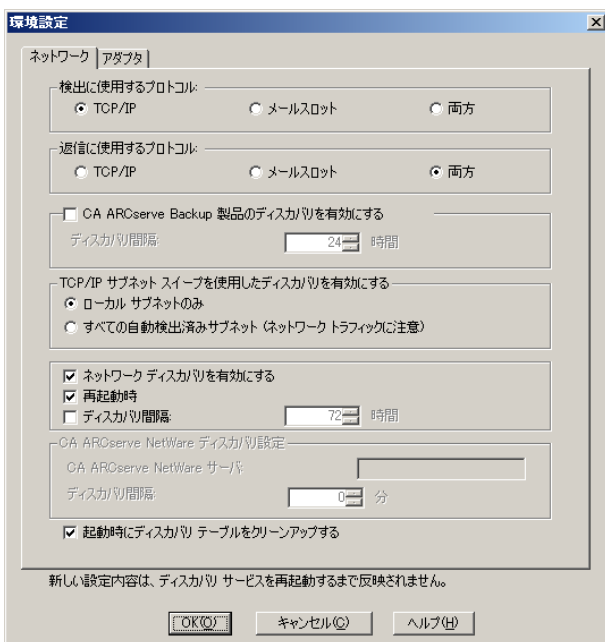 環境設定
ネットワーク アダプタ
検出に使用するプロトコル:
TCP/IP メールスロット 両方
返信に使用するプロトコル:
TCP/IP メールスロット 両方
CA ARCserve Backup 製品のディスカバリを有効にする
ディスカバリ間隔: 24 時間
TCP/IP サブネット スイープを使用したディスカバリを有効にする
ローカル サブネットのみ
すべての自動検出済みサブネット (ネットワーク トラフィックに注意)
ネットワーク ディスカバリを有効にする
再起動時
ディスカバリ間隔: 72 時間
CA ARCserve NetWare ディスカバリ設定
CA ARCserve NetWare サーバ:
ディスカバリ間隔: 0 分
起動時にディスカバリ テーブルをクリーンアップする
新しい設定内容は、ディスカバリ サービスを再起動するまで反映されません。
OK(O) キャンセル(C) ヘルプ(H)